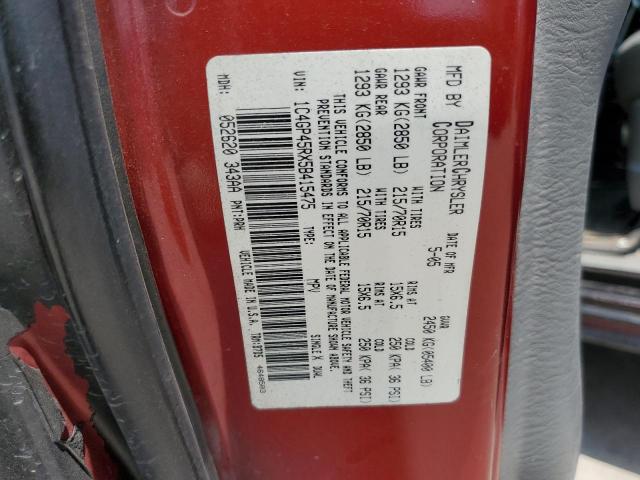 MFD BY DAIMLERCHRYSLER CORPORATION
DATE OF MFR 5-05
GVWR 2450 KG(05400 LB)
GAWR FRONT WITH TIRES RIMS AT COLD
1293 KG(2850 LB) 215/70R15 15X6.5 250 KPA( 36 PSI)
GAWR REAR WITH TIRES RIMS AT COLD
1293 KG(2850 LB) 215/70R15 15X6.5 250 KPA( 36 PSI)
THIS VEHICLE CONFORMS TO ALL APPLICABLE FEDERAL MOTOR VEHICLE SAFETY AND THEFT
PREVENTION STANDARDS IN EFFECT ON THE DATE OF MANUFACTURE SHOWN ABOVE.
VIN: 1C4GP45RX5B415475 TYPE: MPV SINGLE X DUAL
MDH: 052620 343AA PNT:PRH
VEHICLE MADE IN U.S.A.